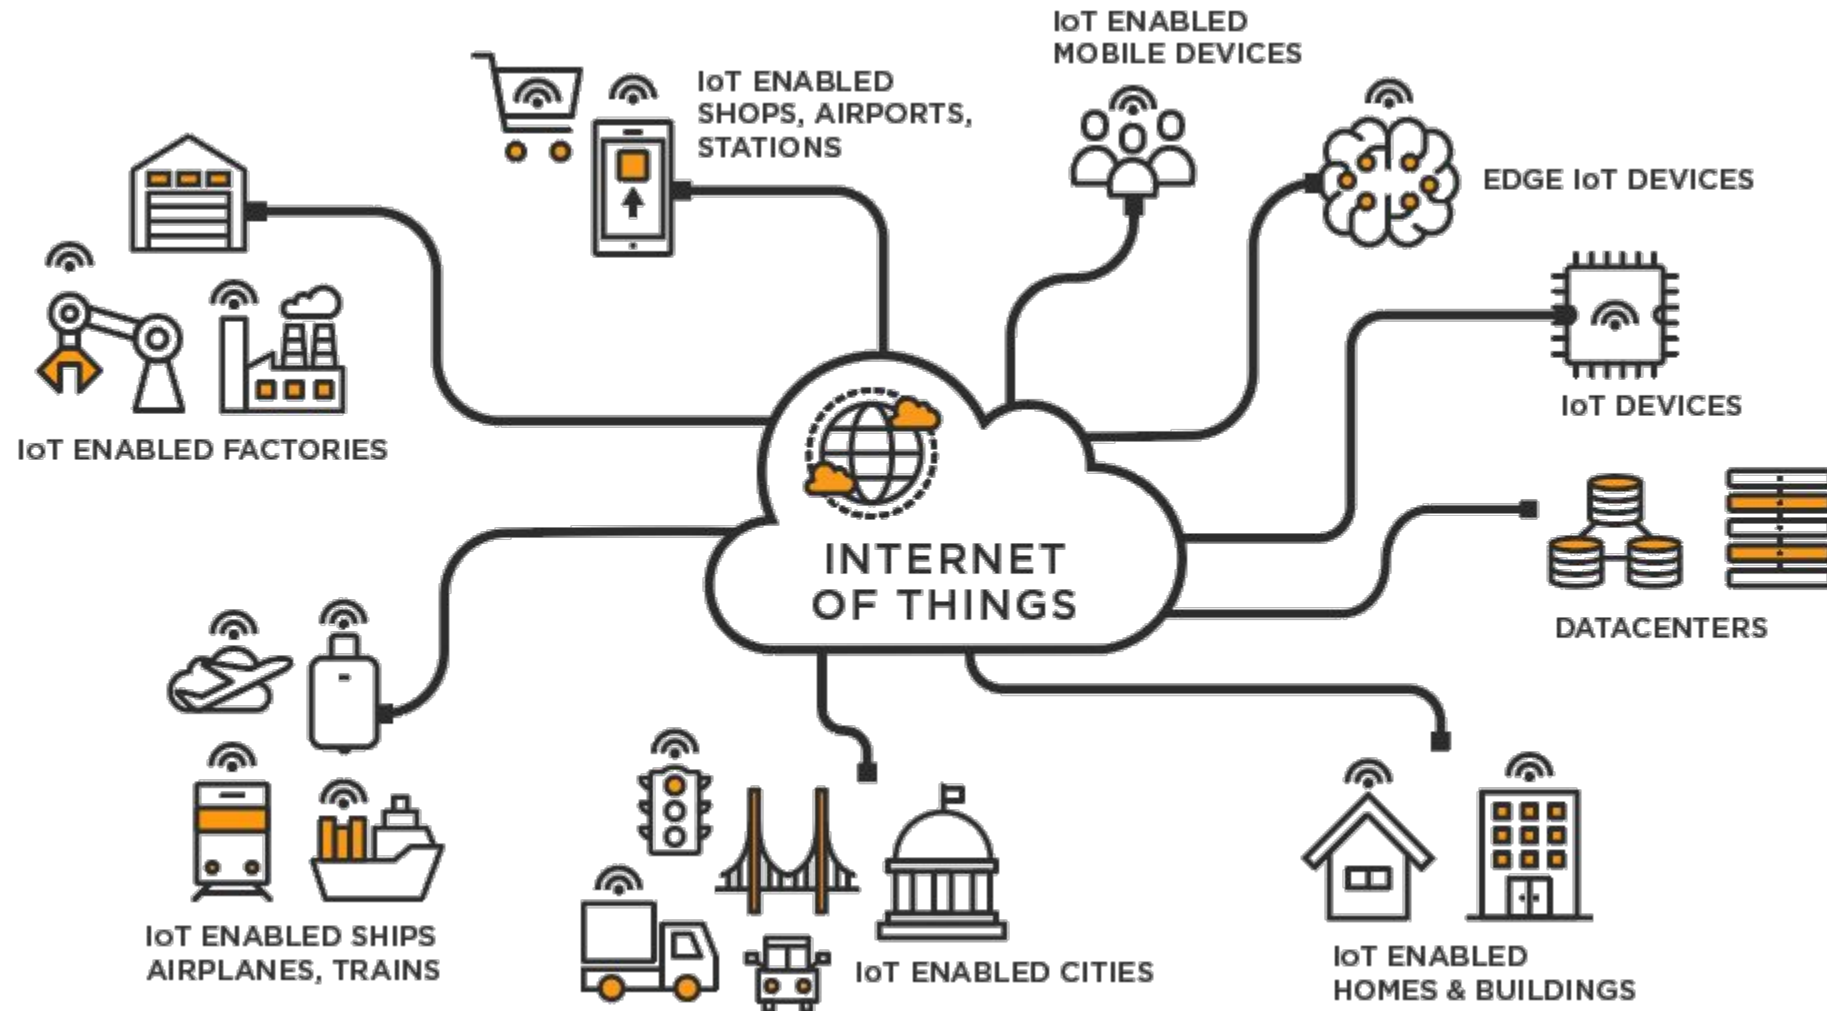 IoT ENABLED
MOBILE DEVICES
IoT ENABLED
SHOPS, AIRPORTS,
STATIONS
EDGE IoT DEVICES
IoT DEVICES
IoT ENABLED FACTORIES
INTERNET
OF THINGS
DATACENTERS
IoT ENABLED SHIPS
AIRPLANES, TRAINS
IoT ENABLED CITIES
IoT ENABLED
HOMES & BUILDINGS